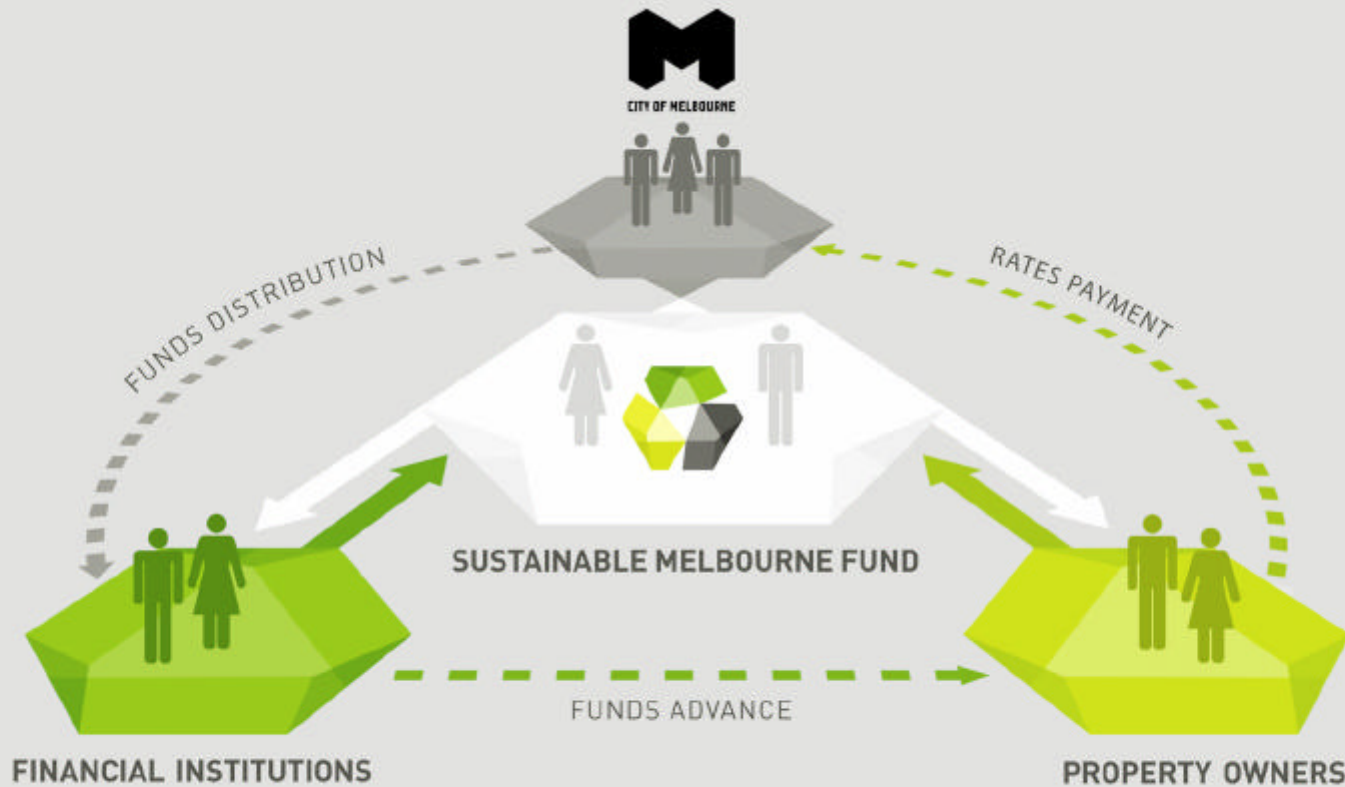 CITY OF MELBOURNE
FUNDS DISTRIBUTION
RATES PAYMENT
SUSTAINABLE MELBOURNE FUND
FUNDS ADVANCE
FINANCIAL INSTITUTIONS
PROPERTY OWNERS